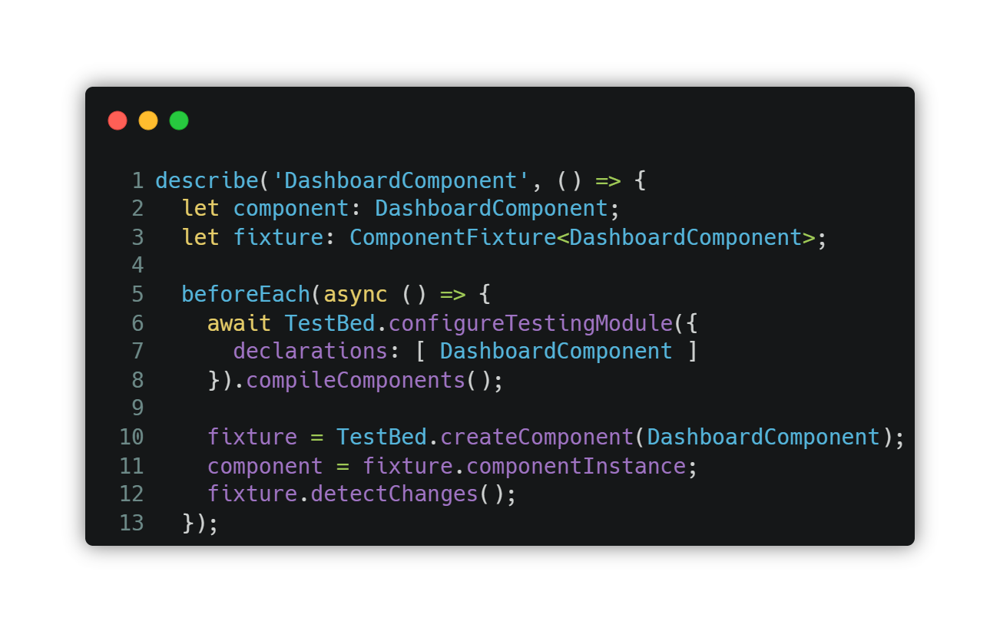 1 describe('DashboardComponent', () => {
2   let component: DashboardComponent;
3   let fixture: ComponentFixture<DashboardComponent>;
4
5   beforeEach(async () => {
6     await TestBed.configureTestingModule({
7       declarations: [ DashboardComponent ]
8     }).compileComponents();
9
10     fixture = TestBed.createComponent(DashboardComponent);
11     component = fixture.componentInstance;
12     fixture.detectChanges();
13   });